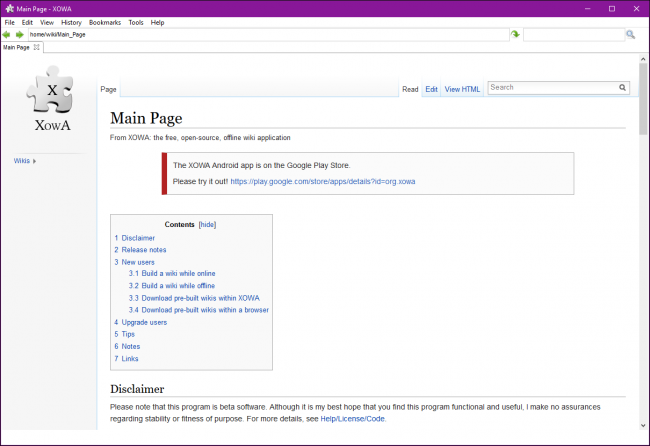 Main Page - XOWA
File Edit View History Bookmarks Tools Help
home/wiki/Main_Page
Main Page
X
XOWA
Wikis
Page
Read Edit View HTML
Search
Main Page
From XOWA: the free, open-source, offline wiki application
The XOWA Android app is on the Google Play Store.
Please try it out! https://play.google.com/store/apps/details?id=org.xowa
Contents [hide]
1 Disclaimer
2 Release notes
3 New users
3.1 Build a wiki while online
3.2 Build a wiki while offline
3.3 Download pre-built wikis within XOWA
3.4 Download pre-built wikis within a browser
4 Upgrade users
5 Tips
6 Notes
7 Links
Disclaimer
Please note that this program is beta software. Although it is my best hope that you find this program functional and useful, I make no assurances
regarding stability or fitness of purpose. For more details, see Help/License/Code.